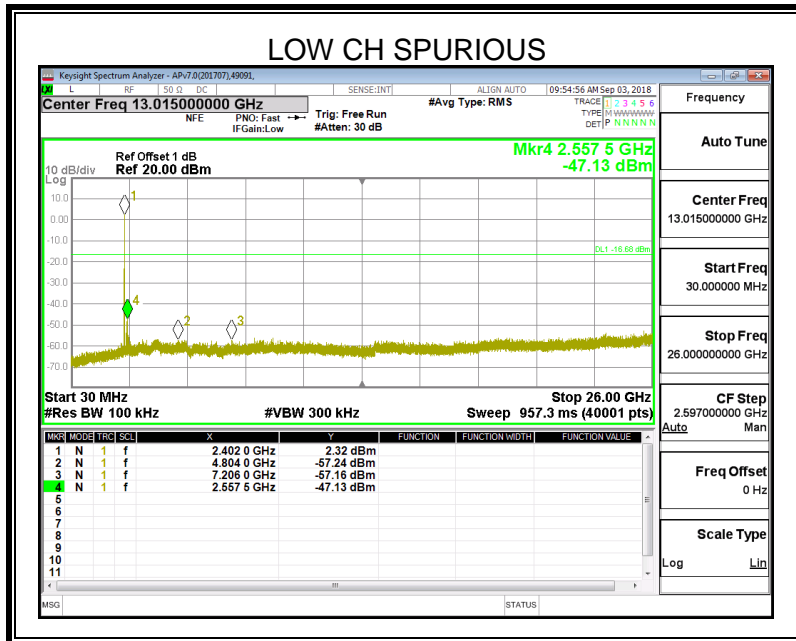 LOW CH SPURIOUS
Keysight Spectrum Analyzer - APv7.0(201707),49091,
L RF 50 Ω DC SENSE:INT ALIGN AUTO 09:54:56 AM Sep 03, 2018
Center Freq 13.015000000 GHz
NFE
PNO: Fast
IFGain:Low
Trig: Free Run
#Atten: 30 dB
#Avg Type: RMS
TRACE 1 2 3 4 5 6
TYPE M W W W W W
DET P N N N N N
Frequency
Auto Tune
Center Freq
13.015000000 GHz
Start Freq
30.000000 MHz
Stop Freq
26.000000000 GHz
CF Step
2.597000000 GHz
Auto Man
Freq Offset
0 Hz
Scale Type
Log Lin
Mkr4 2.557 5 GHz
-47.13 dBm
Ref Offset 1 dB
10 dB/div Ref 20.00 dBm
Log
10.0
0.00
-10.0
-20.0
-30.0
-40.0
-50.0
-60.0
-70.0
1
4
2
3
DL1 -16.68 dBm
Start 30 MHz Stop 26.00 GHz
#Res BW 100 kHz #VBW 300 kHz Sweep 957.3 ms (40001 pts)
MKR MODE TRC SCL X Y FUNCTION FUNCTION WIDTH FUNCTION VALUE
1 N 1 f 2.402 0 GHz 2.32 dBm
2 N 1 f 4.804 0 GHz -57.24 dBm
3 N 1 f 7.206 0 GHz -57.16 dBm
4 N 1 f 2.557 5 GHz -47.13 dBm
5
6
7
8
9
10
11
MSG STATUS